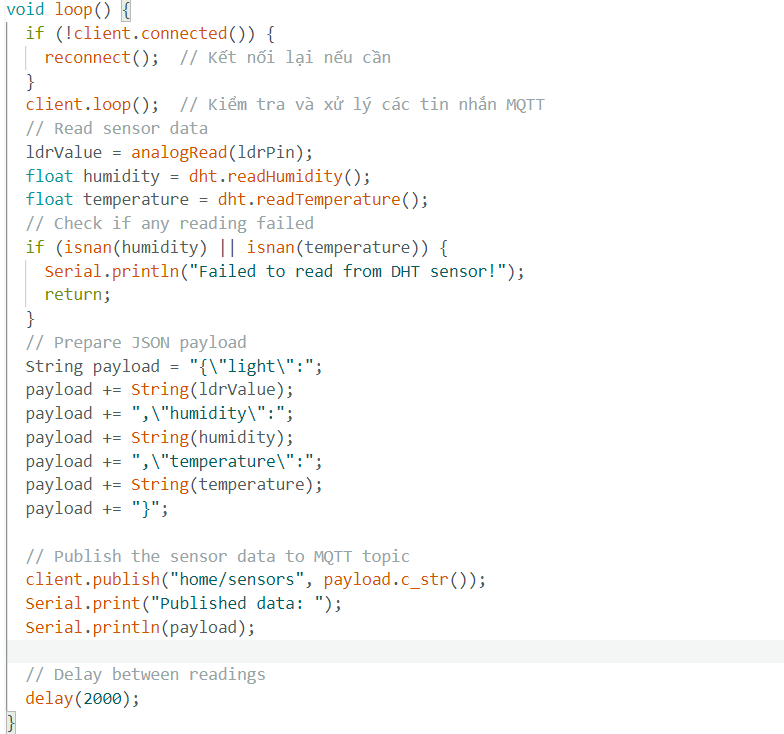 void loop() {
  if (!client.connected()) {
    reconnect();  // Kết nối lại nếu cần
  }
  client.loop();  // Kiểm tra và xử lý các tin nhắn MQTT
  // Read sensor data
  ldrValue = analogRead(ldrPin);
  float humidity = dht.readHumidity();
  float temperature = dht.readTemperature();
  // Check if any reading failed
  if (isnan(humidity) || isnan(temperature)) {
    Serial.println("Failed to read from DHT sensor!");
    return;
  }
  // Prepare JSON payload
  String payload = "{\"light\":";
  payload += String(ldrValue);
  payload += ",\"humidity\":";
  payload += String(humidity);
  payload += ",\"temperature\":";
  payload += String(temperature);
  payload += "}";

  // Publish the sensor data to MQTT topic
  client.publish("home/sensors", payload.c_str());
  Serial.print("Published data: ");
  Serial.println(payload);

  // Delay between readings
  delay(2000);
}